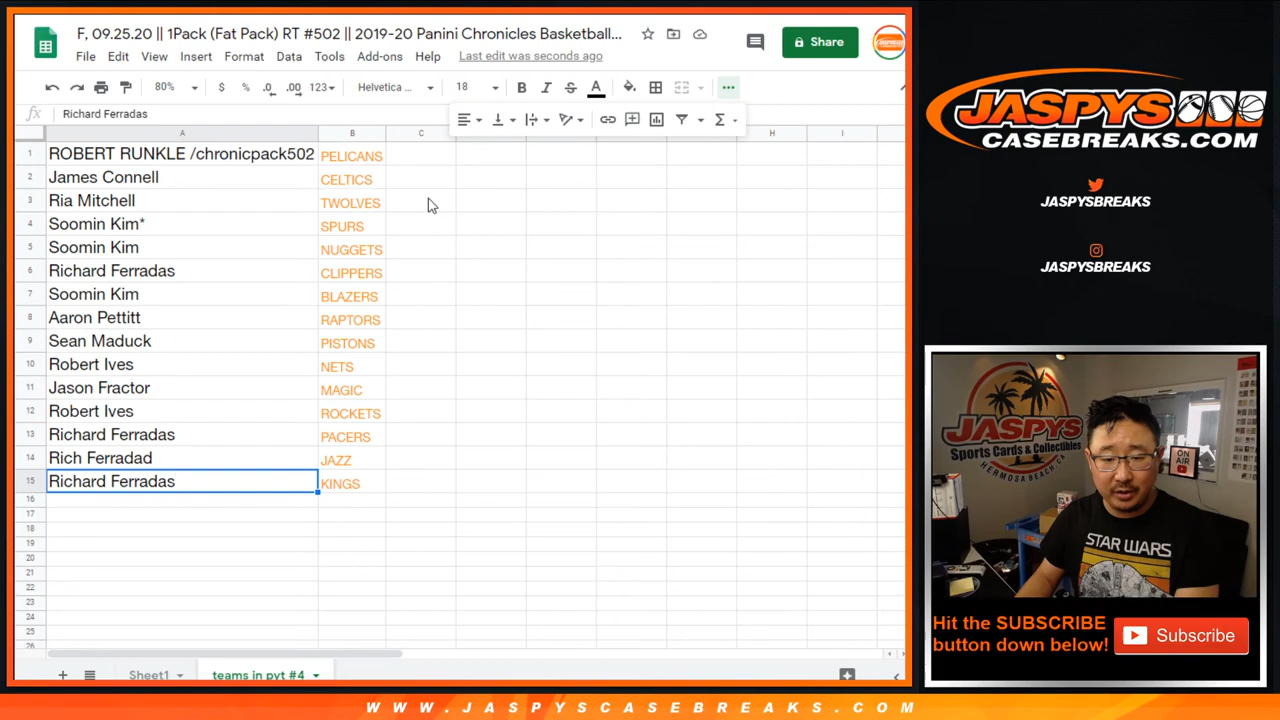 F, 09.25.20 || 1Pack (Fat Pack) RT #502 || 2019-20 Panini Chronicles Basketball...
File Edit View Insert Format Data Tools Add-ons Help Last edit was seconds ago
Share
80% $ % .0 .00 123 Helvetica ... 18 B I S A
fx Richard Ferradas
A B C H I
1 ROBERT RUNKLE /chronicpack502 PELICANS
2 James Connell CELTICS
3 Ria Mitchell TWOLVES
4 Soomin Kim* SPURS
5 Soomin Kim NUGGETS
6 Richard Ferradas CLIPPERS
7 Soomin Kim BLAZERS
8 Aaron Pettitt RAPTORS
9 Sean Maduck PISTONS
10 Robert Ives NETS
11 Jason Fractor MAGIC
12 Robert Ives ROCKETS
13 Richard Ferradas PACERS
14 Rich Ferradad JAZZ
15 Richard Ferradas KINGS
16
17
18
19
20
21
22
23
24
25
26
Sheet1 teams in pyt #4
JASPYS
CASEBREAKS.COM
JASPYSBREAKS
JASPYSBREAKS
JASPYS
Sports Cards & Collectibles
HERMOSA BEACH CA
ON
AIR
STAR WARS
Hit the SUBSCRIBE
button down below!
Subscribe
WWW.JASPYSCASEBREAKS.COM